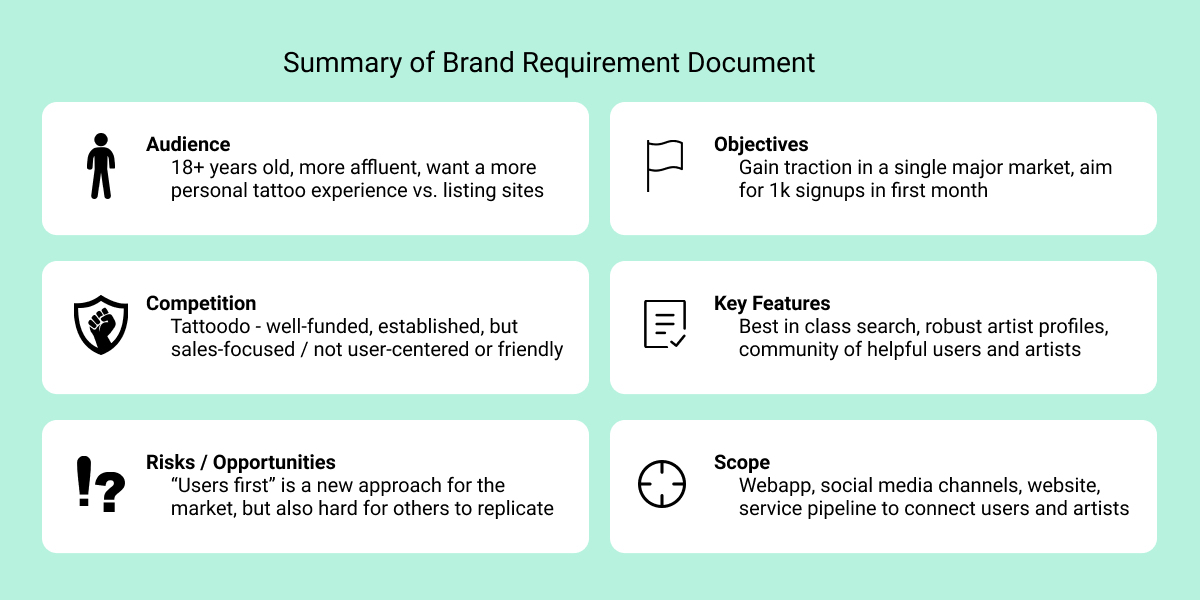 Summary of Brand Requirement Document
Audience
18+ years old, more affluent, want a more
personal tattoo experience vs. listing sites
Objectives
Gain traction in a single major market, aim
for 1k signups in first month
Competition
Tattoodo - well-funded, established, but
sales-focused / not user-centered or friendly
Key Features
Best in class search, robust artist profiles,
community of helpful users and artists
Risks / Opportunities
“Users first” is a new approach for the
market, but also hard for others to replicate
Scope
Webapp, social media channels, website,
service pipeline to connect users and artists